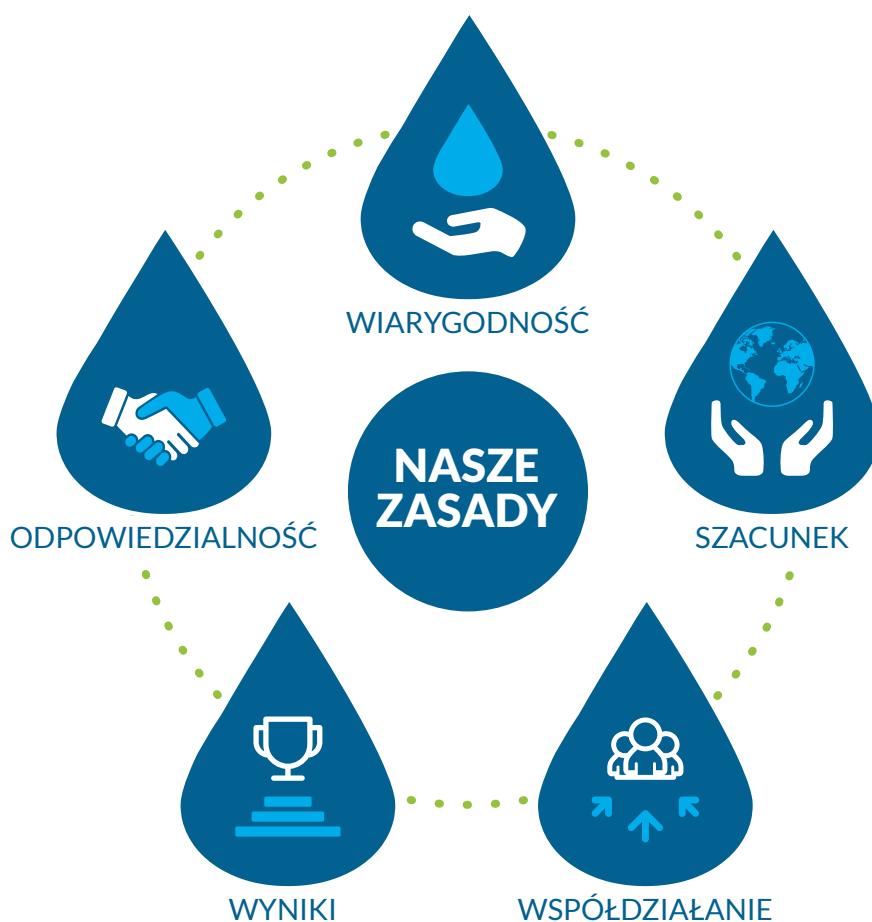 WIARYGODNOŚĆ
NASZE
ZASADY
ODPOWIEDZIALNOŚĆ
SZACUNEK
WYNIKI
WSPÓŁDZIAŁANIE